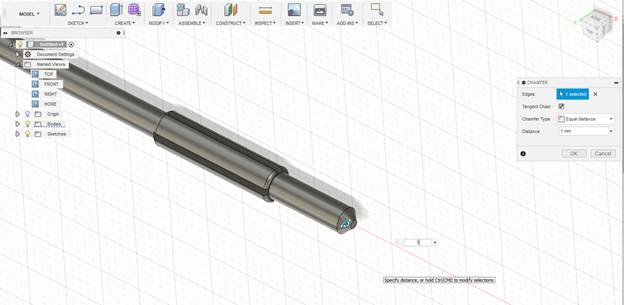 MODEL
SKETCH
CREATE
MODIFY
ASSEMBLE
CONSTRUCT
INSPECT
INSERT
MAKE
ADD-INS
SELECT
BROWSER
Untitled v1
Document Settings
Named Views
TOP
FRONT
RIGHT
HOME
Origin
Bodies
Sketches
CHAMFER
Edges 1 selected
Tangent Chain
Chamfer Type Equal distance
Distance 1 mm
OK Cancel
Specify distance, or hold Ctrl/CMD to modify selections